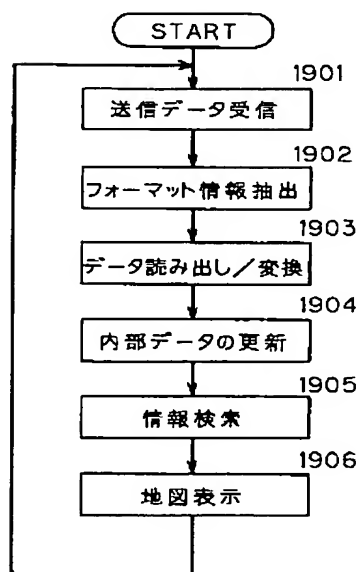 START
1901
送信データ受信
1902
フォーマット情報抽出
1903
データ読み出し／変換
1904
内部データの更新
1905
情報検索
1906
地図表示